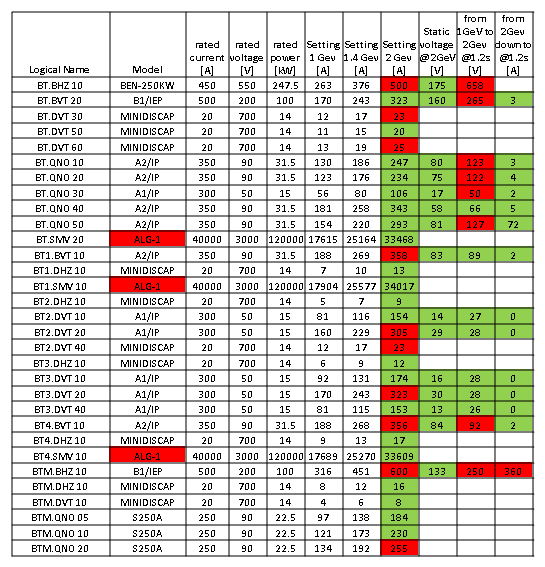 Logical Name Model rated current [A] rated voltage [V] rated power [kW] Setting 1 Gev [A] Setting 1.4 Gev [A] Setting 2 GeV [A] Static voltage @2GeV [V] from 1GeV to 2Gev @1.2s [V] from 2Gev down to @1.2s [A]
BT.BHZ 10 BEN-250KW 450 550 247.5 263 376 500 175 658
BT.BVT 20 B1/IEP 500 200 100 170 243 323 160 265 3
BT.DVT 30 MINIDISCAP 20 700 14 12 17 23
BT.DVT 50 MINIDISCAP 20 700 14 11 15 20
BT.DVT 60 MINIDISCAP 20 700 14 13 19 25
BT.QNO 10 A2/IP 350 90 31.5 130 186 247 80 123 3
BT.QNO 20 A2/IP 350 90 31.5 123 176 234 75 122 4
BT.QNO 30 A1/IP 300 50 15 56 80 106 17 50 2
BT.QNO 40 A2/IP 350 90 31.5 181 258 343 58 66 5
BT.QNO 50 A2/IP 350 90 31.5 154 220 293 81 127 72
BT.SMV 20 ALG-1 40000 3000 120000 17615 25164 33468
BT1.BVT 10 A2/IP 350 90 31.5 188 269 358 83 89 2
BT1.DHZ 10 MINIDISCAP 20 700 14 7 10 13
BT1.SMV 10 ALG-1 40000 3000 120000 17904 25577 34017
BT2.DHZ 10 MINIDISCAP 20 700 14 5 7 9
BT2.DVT 10 A1/IP 300 50 15 81 116 154 14 27 0
BT2.DVT 20 A1/IP 300 50 15 160 229 305 29 28 0
BT2.DVT 40 MINIDISCAP 20 700 14 12 17 23
BT3.DHZ 10 MINIDISCAP 20 700 14 6 9 12
BT3.DVT 10 A1/IP 300 50 15 92 131 174 16 28 0
BT3.DVT 20 A1/IP 300 50 15 170 243 323 30 28 0
BT3.DVT 40 A1/IP 300 50 15 81 115 153 13 26 0
BT4.BVT 10 A2/IP 350 90 31.5 188 268 356 84 92 2
BT4.DHZ 10 MINIDISCAP 20 700 14 9 13 17
BT4.SMV 10 ALG-1 40000 3000 120000 17689 25270 33609
BTM.BHZ 10 B1/IEP 500 200 100 316 451 600 133 250 360
BTM.DHZ 10 MINIDISCAP 20 700 14 8 12 16
BTM.DVT 10 MINIDISCAP 20 700 14 4 6 8
BTM.QNO 05 S250A 250 90 22.5 97 138 184
BTM.QNO 10 S250A 250 90 22.5 121 173 230
BTM.QNO 20 S250A 250 90 22.5 134 192 255